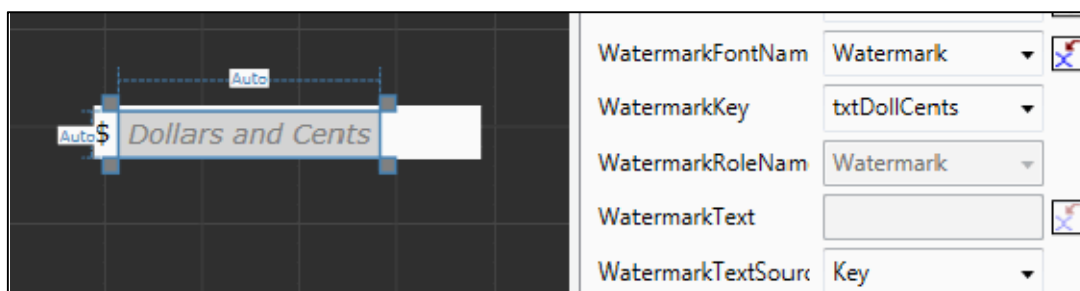 WatermarkFontNam Watermark
Auto
WatermarkKey txtDollCents
Auto $ Dollars and Cents
WatermarkRoleNam Watermark
WatermarkText
WatermarkTextSourc Key